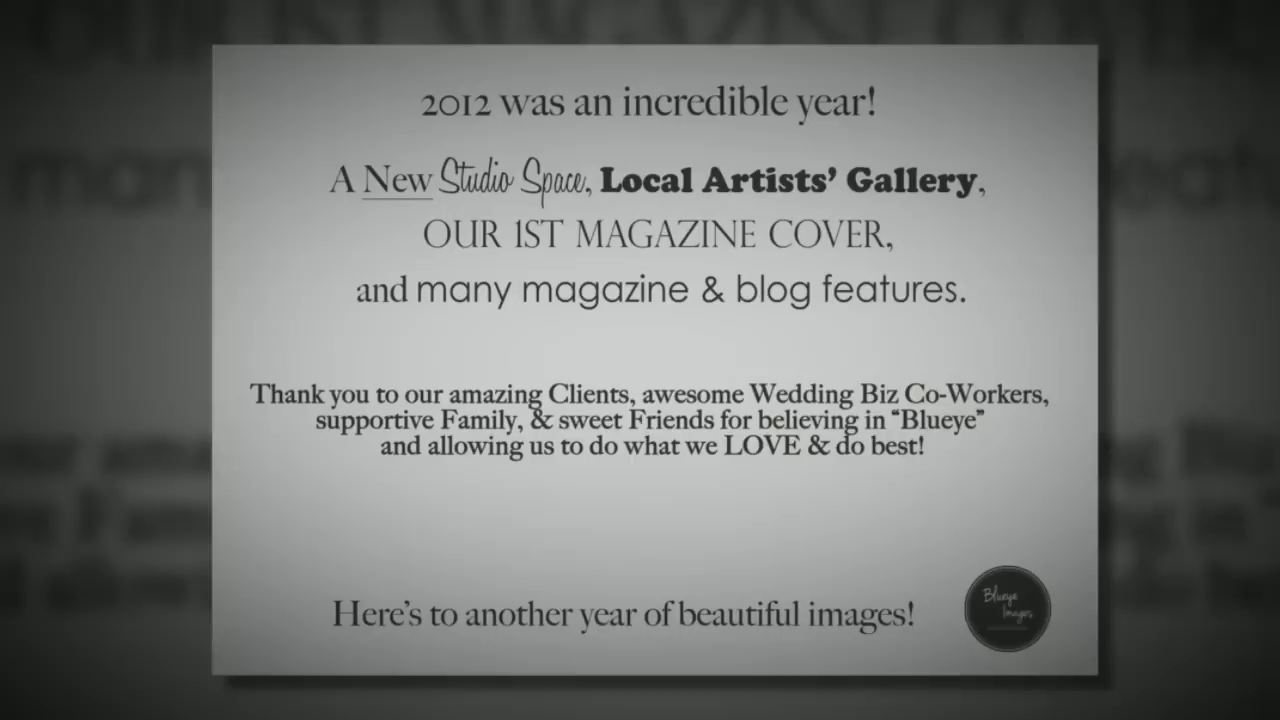 2012 was an incredible year!
A New Studio Space, Local Artists’ Gallery,
OUR 1ST MAGAZINE COVER,
and many magazine & blog features.
Thank you to our amazing Clients, awesome Wedding Biz Co-Workers,
supportive Family, & sweet Friends for believing in “Blueye”
and allowing us to do what we LOVE & do best!
Here’s to another year of beautiful images!
Blueye
Images